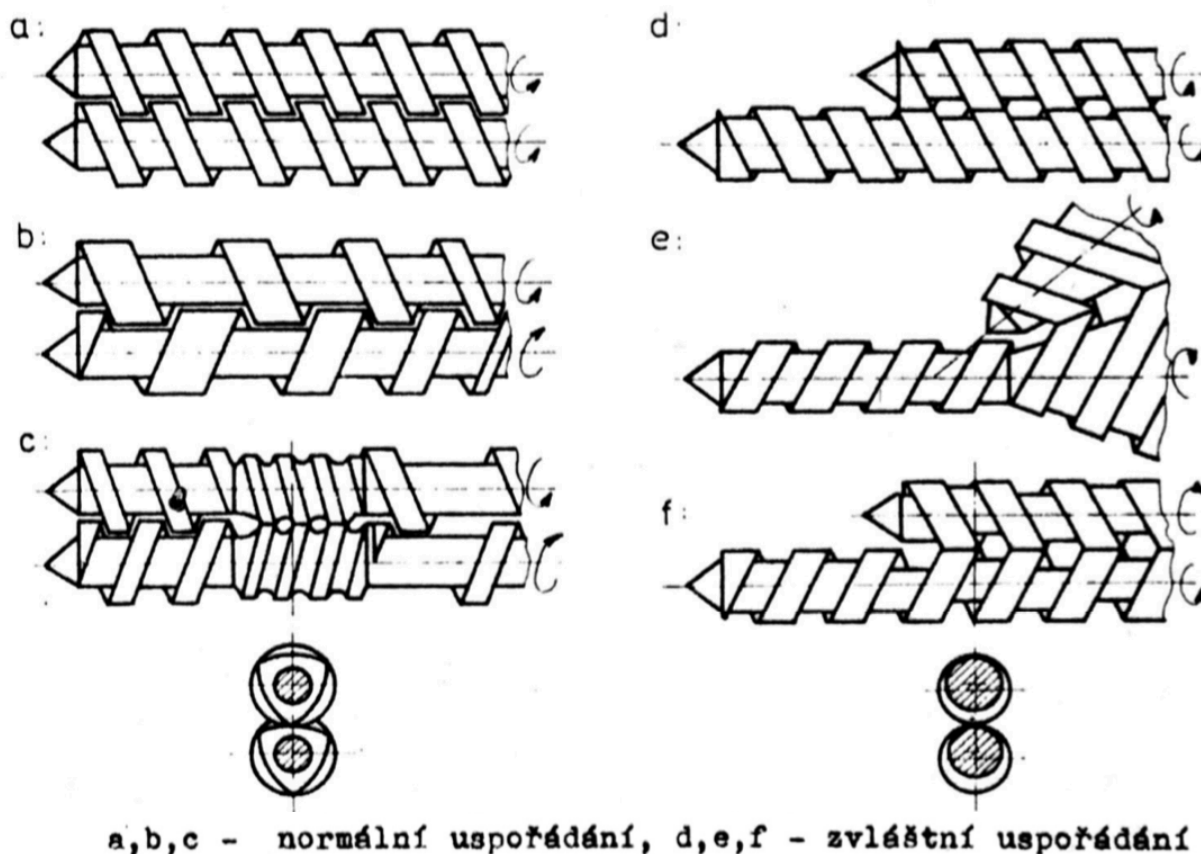 a:
b:
c:
d:
e:
f:
a,b,c - normální uspořádání, d,e,f - zvláštní uspořádání